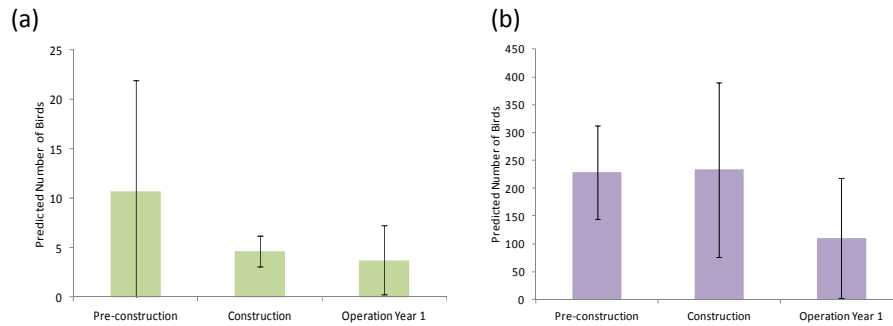 (a)
Predicted Number of Birds
25
20
15
10
5
0
Pre-construction Construction Operation Year 1
(b)
Predicted Number of Birds
450
400
350
300
250
200
150
100
50
0
Pre-construction Construction Operation Year 1